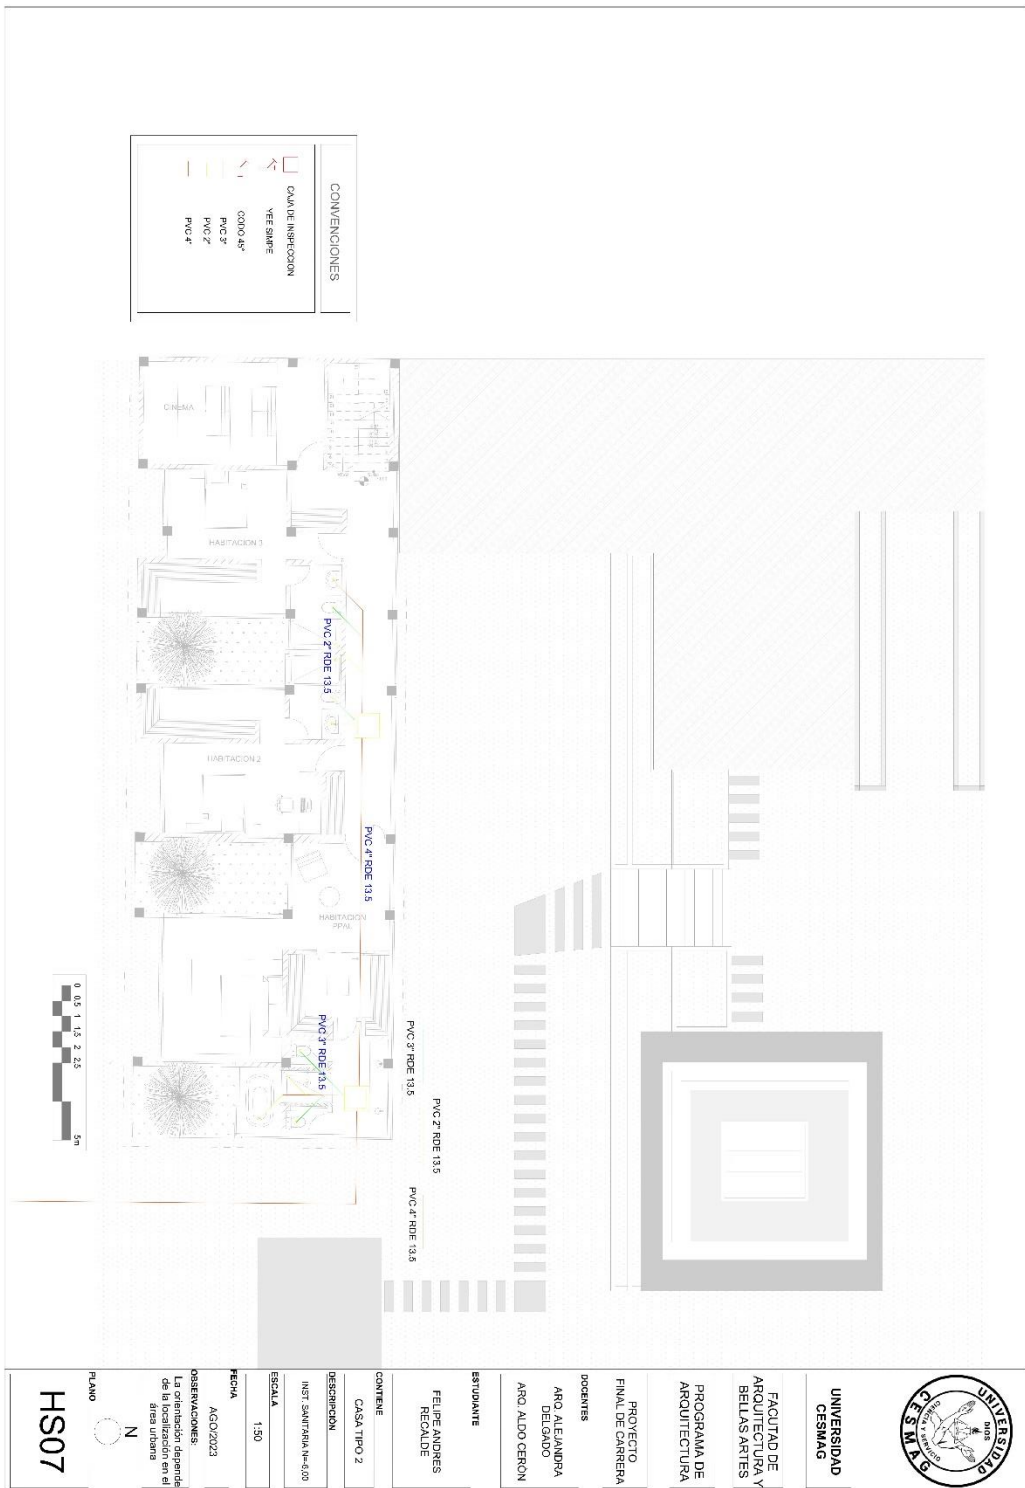 CONVENCIONES
CAJA DE INSPECCION
YEE SIMPE
CODO 45°
PVC 3"
PVC 2"
PVC 4"
CINEMA
HABITACION 1
HABITACION 2
HABITACION
PPAL
PVC 2" RDE 13.5
PVC 4" RDE 13.5
PVC 3" RDE 13.5
PVC 3" RDE 13.5
PVC 2" RDE 13.5
PVC 4" RDE 13.5
0 0.5 1 1.5 2 2.5 5m
UNIVERSIDAD
CESMAG
DIOS
CIENCIA Y SERVICIO
UNIVERSIDAD
CESMAG
FACUTAD DE
ARQUITECTURA Y
BELLAS ARTES
PROGRAMA DE
ARQUITECTURA
PROYECTO
FINAL DE CARRERA
DOCENTES
ARQ. ALEJANDRA
DELGADO
ARQ. ALDO CERÓN
ESTUDIANTE
FELIPE ANDRES
RECALDE
CONTIENE
CASA TIPO 2
DESCRIPCIÓN
INST. SANITARIA N=-6,00
ESCALA
1:50
FECHA
AGO/2023
OBSERVACIONES:
La orientación depende
de la localización en el
área urbana
PLANO
N
HS07